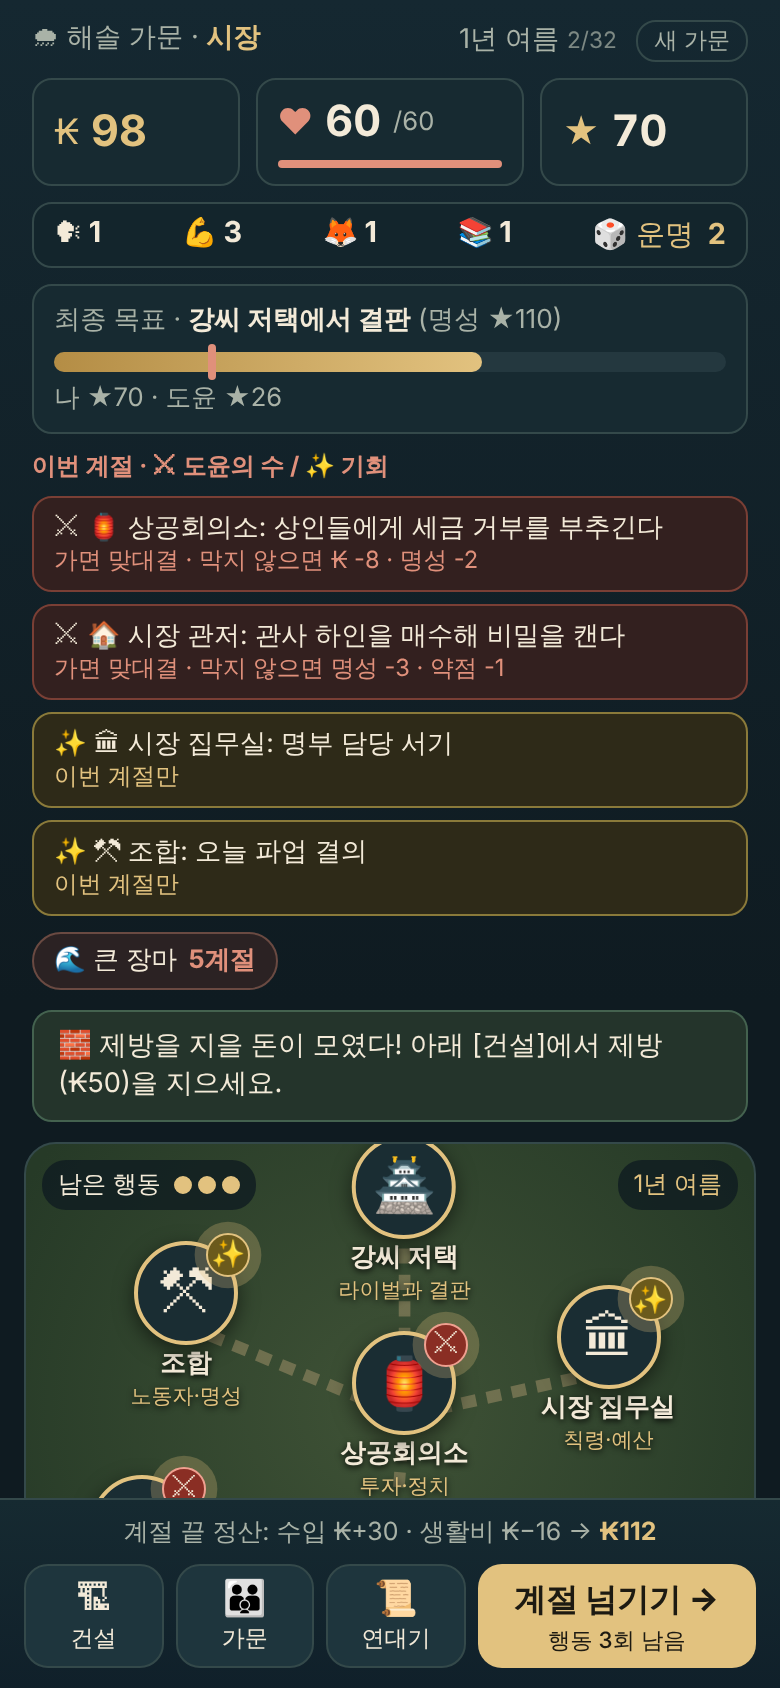 해솔 가문 · 시장
1년 여름 2/32
새 가문
₭ 98
60 /60
★ 70
1
3
1
1
운명 2
최종 목표 · 강씨 저택에서 결판 (명성 ★110)
나 ★70 · 도윤 ★26
이번 계절 · ⚔ 도윤의 수 / ✨ 기회
⚔ 🏮 상공회의소: 상인들에게 세금 거부를 부추긴다
가면 맞대결 · 막지 않으면 ₭ -8 · 명성 -2
⚔ 🏠 시장 관저: 관사 하인을 매수해 비밀을 캔다
가면 맞대결 · 막지 않으면 명성 -3 · 약점 -1
✨ 🏛 시장 집무실: 명부 담당 서기
이번 계절만
✨ ⚒ 조합: 오늘 파업 결의
이번 계절만
🌊 큰 장마 5계절
🧱 제방을 지을 돈이 모였다! 아래 [건설]에서 제방
(₭50)을 지으세요.
남은 행동
1년 여름
강씨 저택
라이벌과 결판
조합
노동자·명성
시장 집무실
칙령·예산
상공회의소
투자·정치
계절 끝 정산: 수입 ₭+30 · 생활비 ₭−16 → ₭112
건설
가문
연대기
계절 넘기기 →
행동 3회 남음